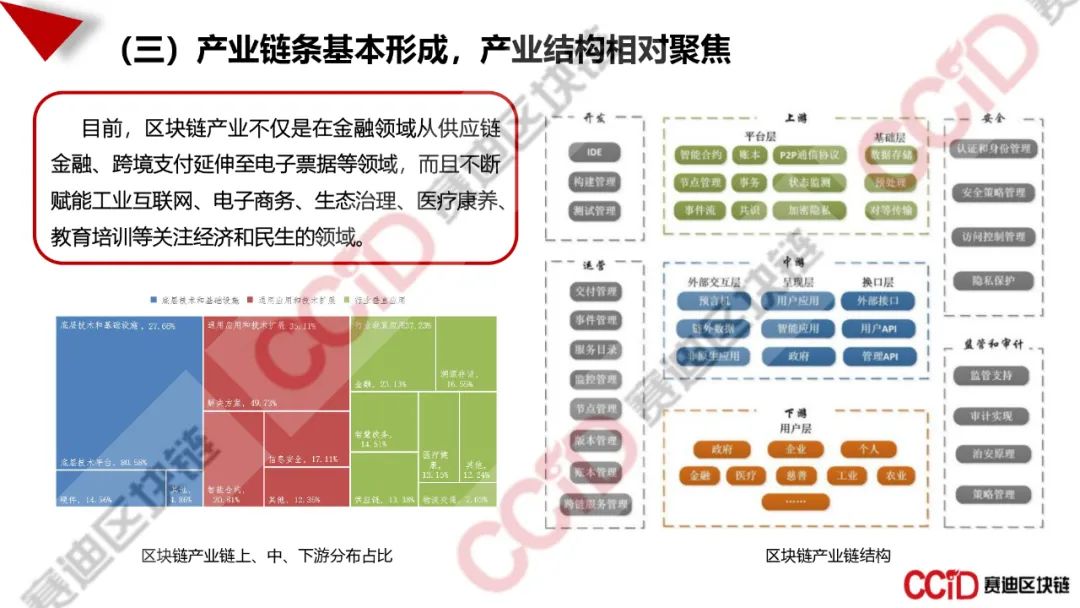 （三）产业链条基本形成，产业结构相对聚焦
目前，区块链产业不仅是在金融领域从供应链
金融、跨境支付延伸至电子票据等领域，而且不断
赋能工业互联网、电子商务、生态治理、医疗康养、
教育培训等关注经济和民生的领域。
底层技术和基础设施
通用应用和技术扩展
行业垂直应用
底层技术和基础设施, 27.66%
底层技术平台, 80.58%
硬件, 14.56%
其他, 4.86%
通用应用和技术扩展 35.11%
解决方案, 49.73%
智能合约, 20.81%
信息安全, 17.11%
其他, 12.35%
行业垂直应用37.23%
金融, 23.13%
溯源存证, 16.55%
智慧政务, 14.51%
医疗健康, 13.15%
其他, 12.24%
供应链, 13.38%
物流交通, 7.03%
区块链产业链上、中、下游分布占比
开发
IDE
构建管理
测试管理
运营
交付管理
事件管理
服务目录
监控管理
节点管理
版本管理
账本管理
跨链服务管理
上游
平台层
基础层
智能合约 账本 P2P通信协议 数据存储
节点管理 事务 状态监测 预处理
事件流 共识 加密隐私 对等传输
中游
外部交互层 呈现层 换口层
预言机 用户应用 外部接口
链外数据 智能应用 用户API
非原生应用 政府 管理API
下游
用户层
政府 企业 个人
金融 医疗 慈善 工业 农业
……
安全
认证和身份管理
安全策略管理
访问控制管理
隐私保护
监管和审计
监管支持
审计实现
治安原理
策略管理
区块链产业链结构
CCID 赛迪区块链